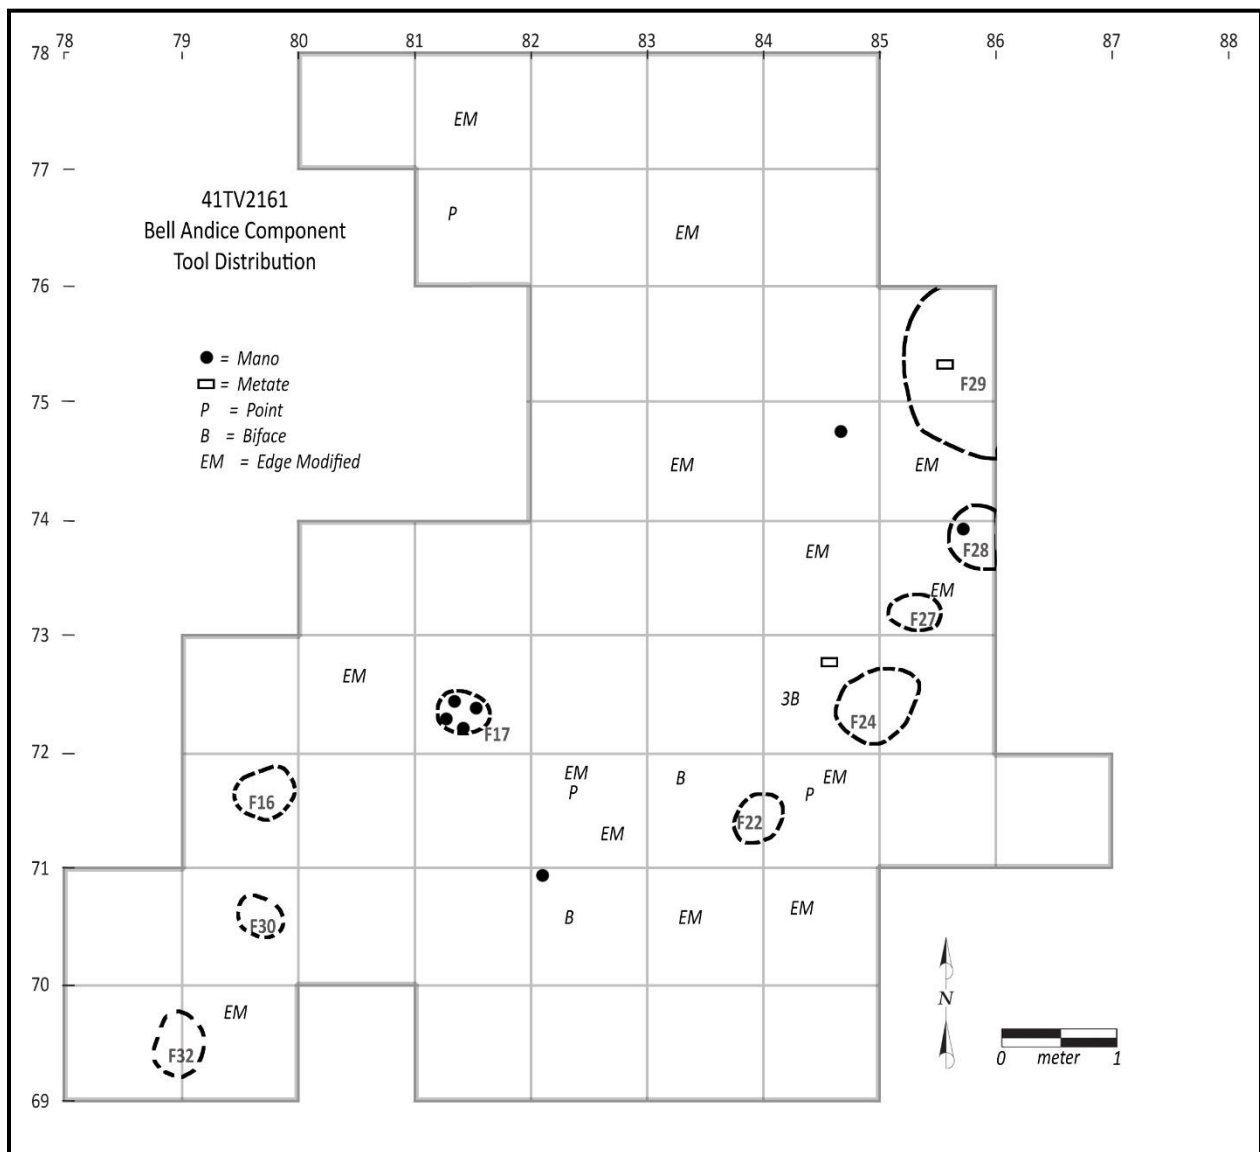 78 79 80 81 82 83 84 85 86 87 88
78
EM
77
41TV2161
Bell Andice Component
Tool Distribution
P
EM
76
= Mano
= Metate
P = Point
B = Biface
EM = Edge Modified
F29
75
EM
EM
74
EM
F28
EM
F27
73
EM
3B
F24
F17
72
EM
P
B
EM
P
F16
F22
EM
71
B
EM
EM
F30
70
EM
F32
N
0 meter 1
69